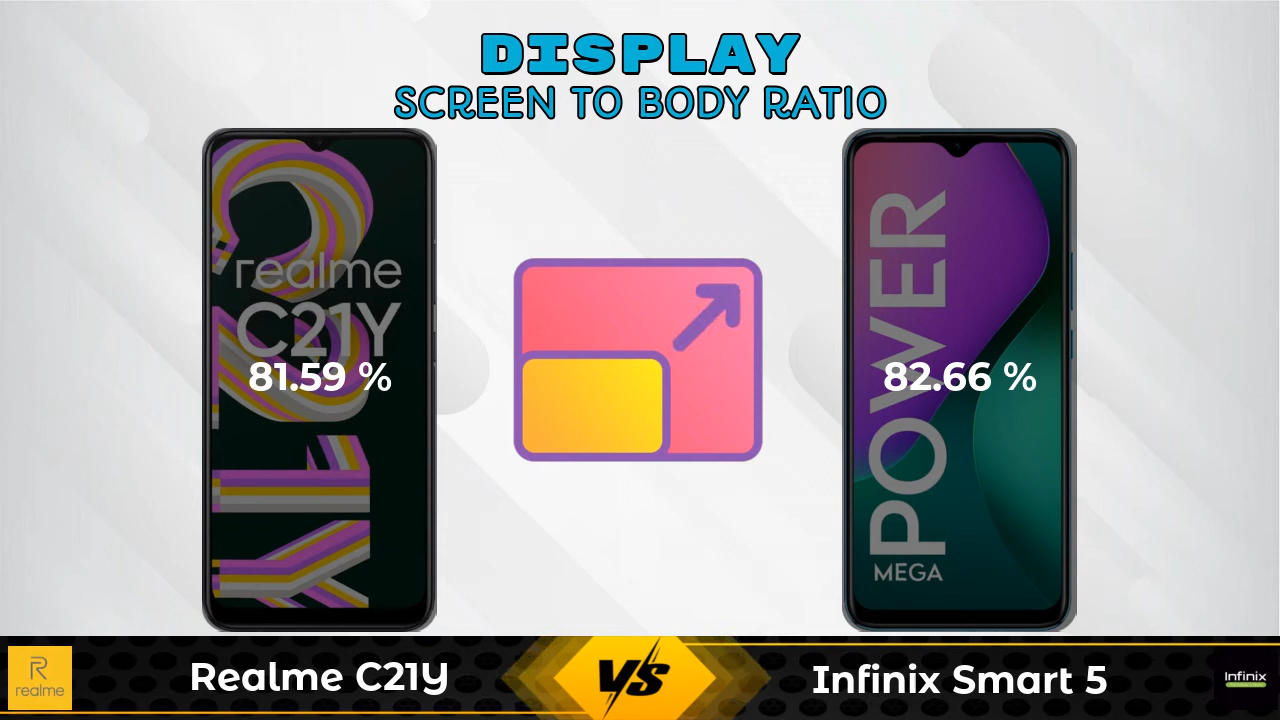 DISPLAY
SCREEN TO BODY RATIO
realme
C21Y
81.59 %
C21Y
POWER
MEGA
82.66 %
realme
Realme C21Y
VS
Infinix Smart 5
Infinix